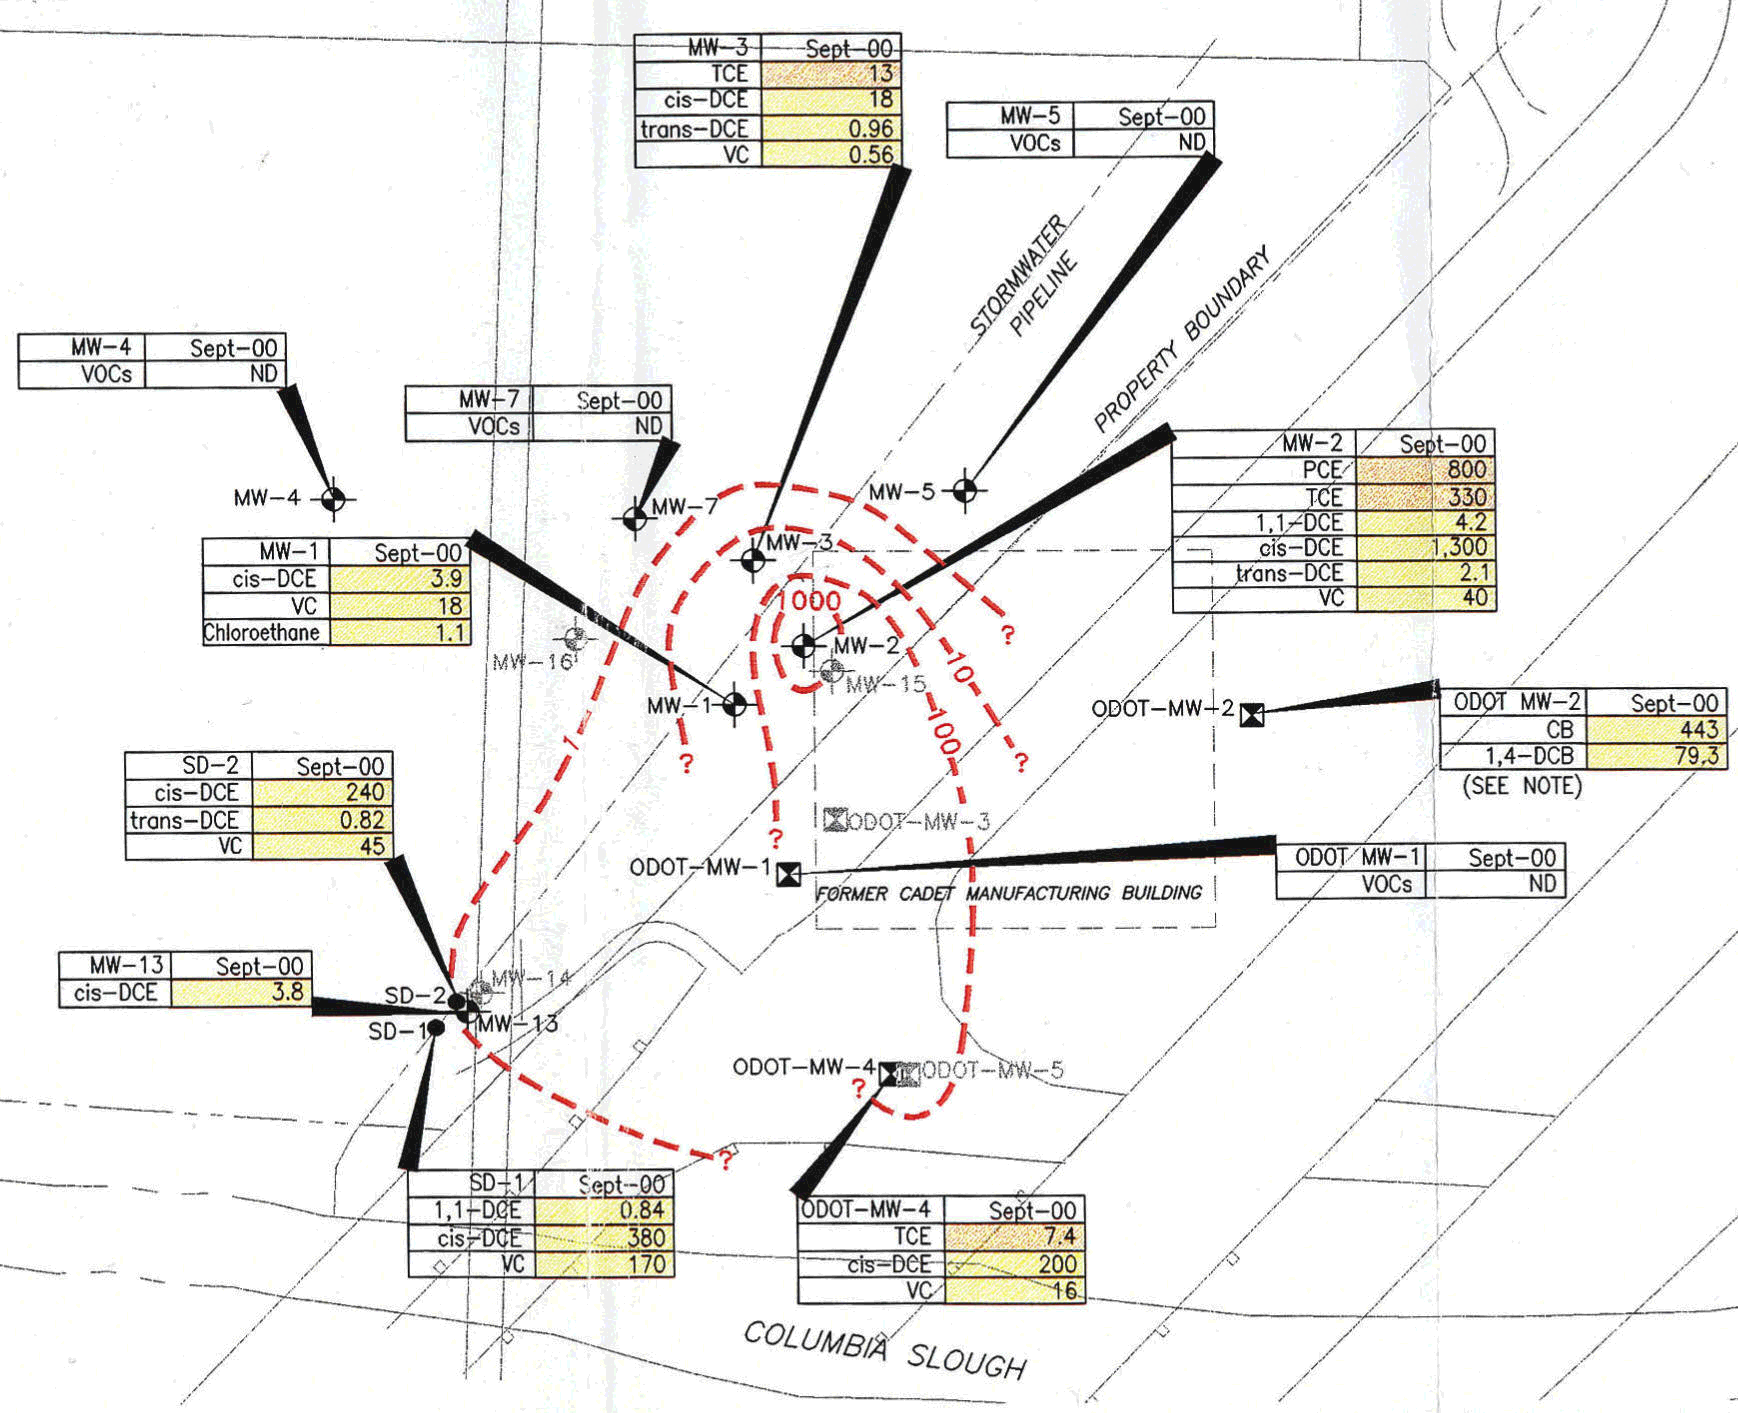 MW-3 Sept-00
TCE 13
cis-DCE 18
trans-DCE 0.96
VC 0.56
MW-5 Sept-00
VOCs ND
STORMWATER
PIPELINE
PROPERTY BOUNDARY
MW-4 Sept-00
VOCs ND
MW-7 Sept-00
VOCs ND
MW-2 Sept-00
PCE 800
TCE 330
1,1-DCE 4.2
cis-DCE 1,300
trans-DCE 2.1
VC 40
MW-4
MW-7
MW-5
MW-3
MW-1 Sept-00
cis-DCE 3.9
VC 18
Chloroethane 1.1
1000
?
MW-2
MW-16
MW-15
10
MW-1
100
1
?
?
ODOT-MW-2
ODOT MW-2 Sept-00
CB 443
1,4-DCB 79.3
(SEE NOTE)
SD-2 Sept-00
cis-DCE 240
trans-DCE 0.82
VC 45
ODOT-MW-3
?
ODOT-MW-1
ODOT MW-1 Sept-00
VOCs ND
FORMER CADET MANUFACTURING BUILDING
MW-13 Sept-00
cis-DCE 3.8
MW-14
SD-2
MW-13
SD-1
ODOT-MW-4
ODOT-MW-5
?
?
SD-1 Sept-00
1,1-DCE 0.84
cis-DCE 380
VC 170
ODOT-MW-4 Sept-00
TCE 7.4
cis-DCE 200
VC 16
COLUMBIA SLOUGH